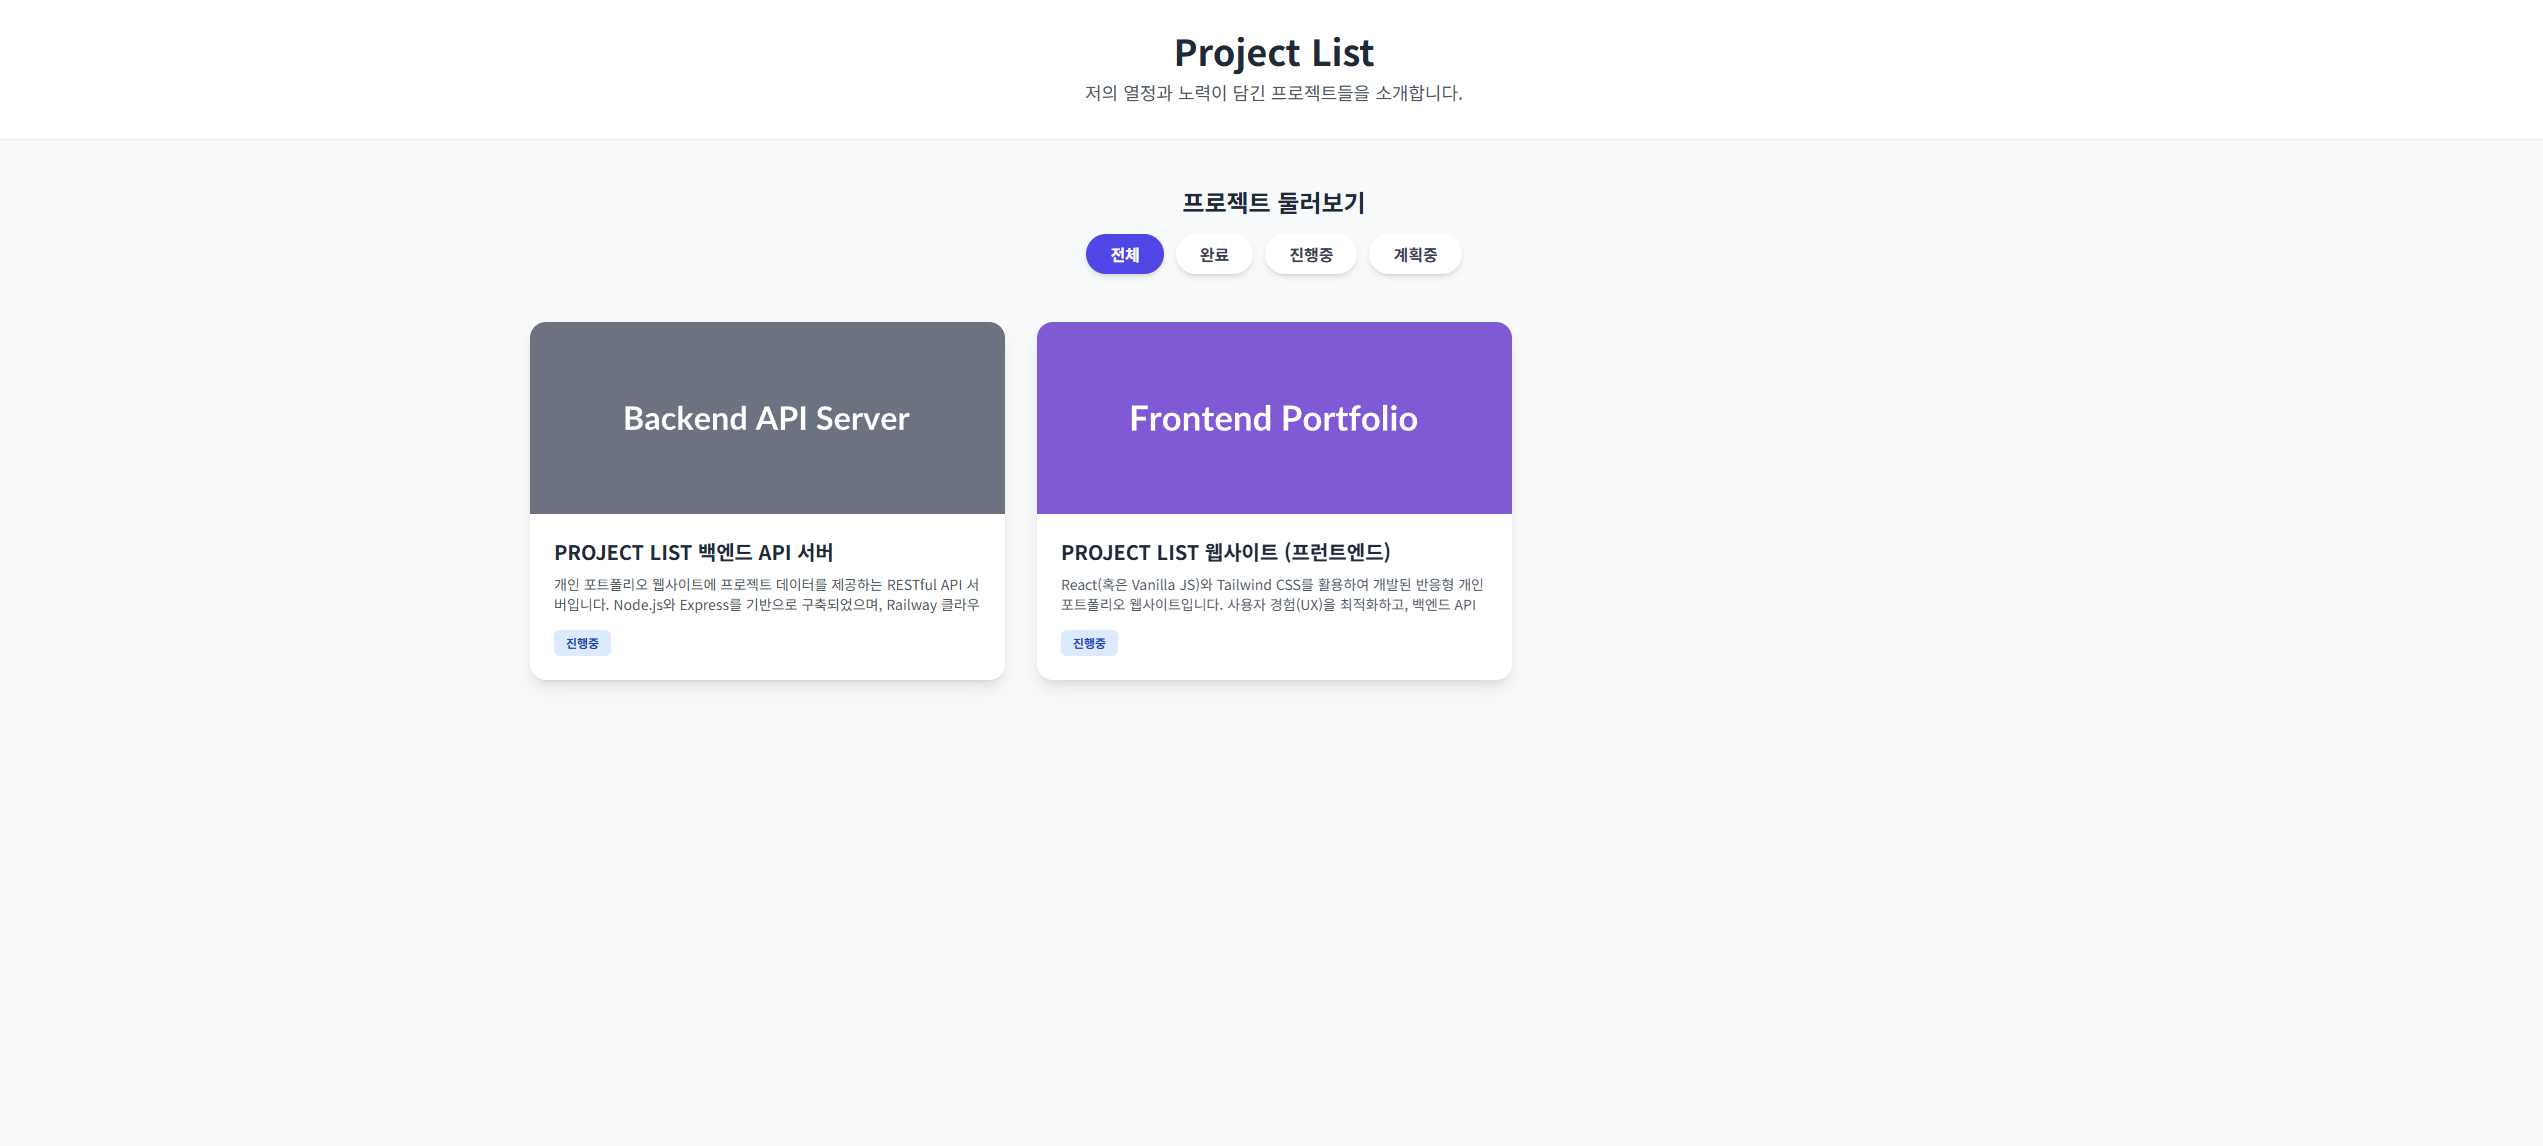 Project List
저의 열정과 노력이 담긴 프로젝트들을 소개합니다.
프로젝트 둘러보기
전체
완료
진행중
계획중
Backend API Server
PROJECT LIST 백엔드 API 서버
개인 포트폴리오 웹사이트에 프로젝트 데이터를 제공하는 RESTful API 서
버입니다. Node.js와 Express를 기반으로 구축되었으며, Railway 클라우
진행중
Frontend Portfolio
PROJECT LIST 웹사이트 (프런트엔드)
React(혹은 Vanilla JS)와 Tailwind CSS를 활용하여 개발된 반응형 개인
포트폴리오 웹사이트입니다. 사용자 경험(UX)을 최적화하고, 백엔드 API
진행중